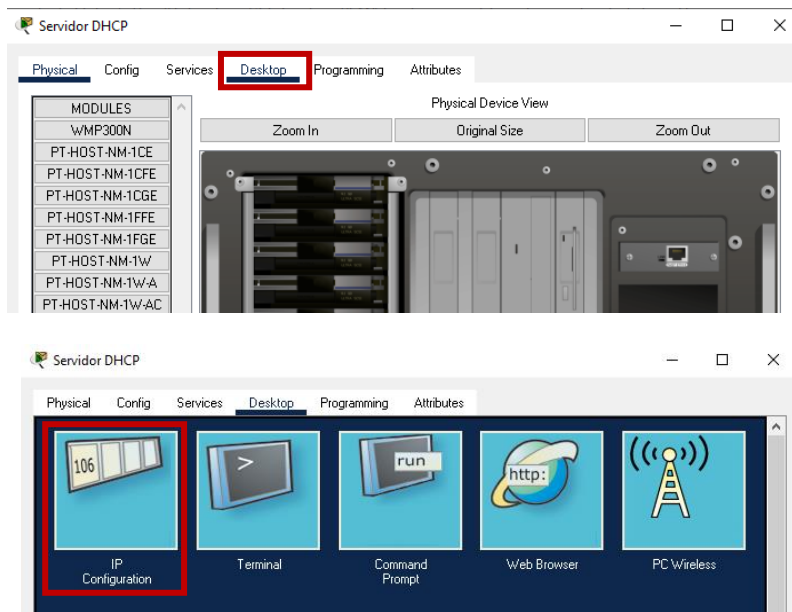 Servidor DHCP
Physical Config Services Desktop Programming Attributes
MODULES
WMP300N
PT-HOST-NM-1CE
PT-HOST-NM-1CFE
PT-HOST-NM-1CGE
PT-HOST-NM-1FFE
PT-HOST-NM-1FGE
PT-HOST-NM-1W
PT-HOST-NM-1W-A
PT-HOST-NM-1W-AC
Physical Device View
Zoom In Original Size Zoom Out
Servidor DHCP
Physical Config Services Desktop Programming Attributes
106
>
run
http:
IP
Configuration
Terminal
Command
Prompt
Web Browser
PC Wireless